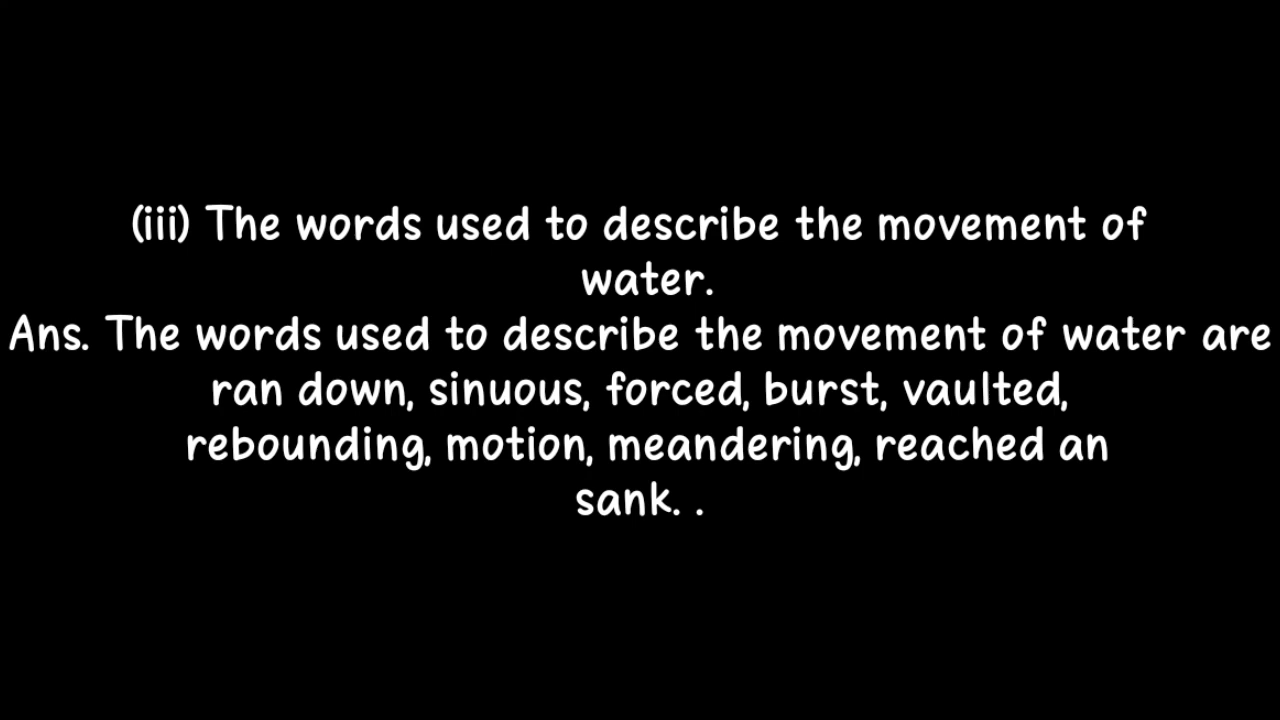 (iii) The words used to describe the movement of
water.
Ans. The words used to describe the movement of water are
ran down, sinuous, forced, burst, vaulted,
rebounding, motion, meandering, reached an
sank. .